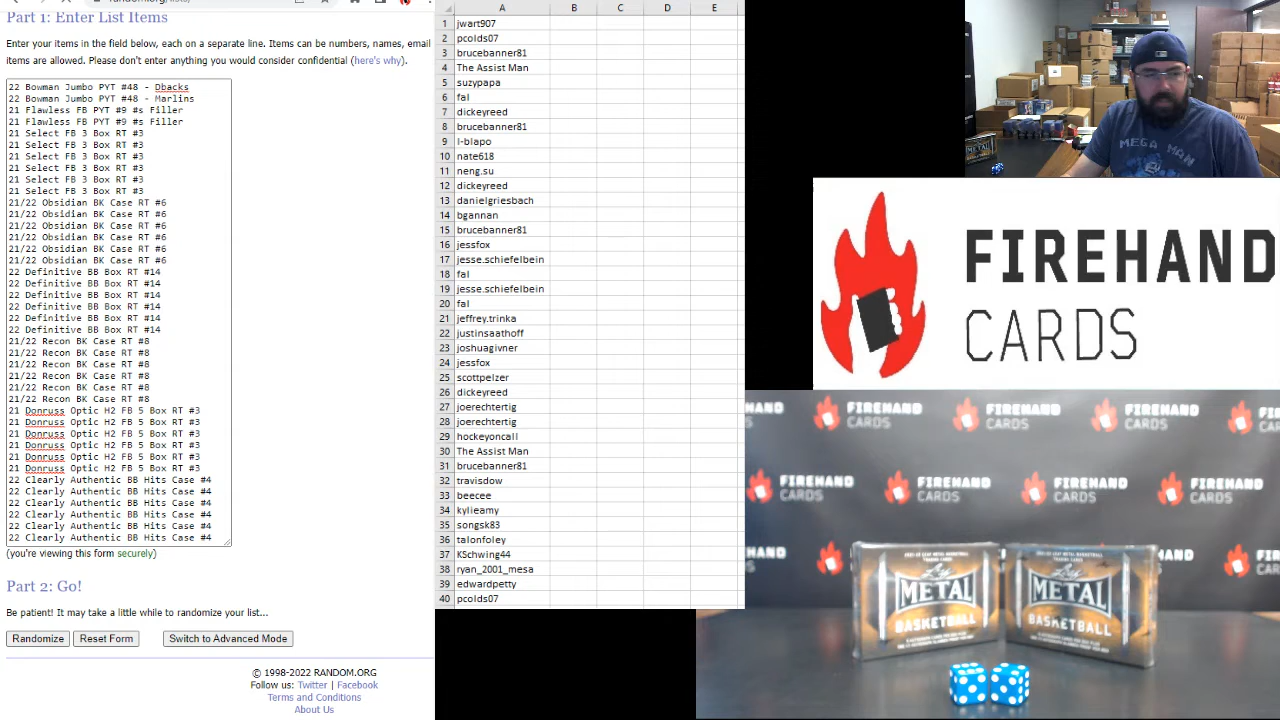 Part 1: Enter List Items
Enter your items in the field below, each on a separate line. Items can be numbers, names, email
items are allowed. Please don't enter anything you would consider confidential (here's why).
22 Bowman Jumbo PYT #48 - Dbacks
22 Bowman Jumbo PYT #48 - Marlins
21 Flawless FB PYT #9 #s Filler
21 Flawless FB PYT #9 #s Filler
21 Select FB 3 Box RT #3
21 Select FB 3 Box RT #3
21 Select FB 3 Box RT #3
21 Select FB 3 Box RT #3
21 Select FB 3 Box RT #3
21 Select FB 3 Box RT #3
21/22 Obsidian BK Case RT #6
21/22 Obsidian BK Case RT #6
21/22 Obsidian BK Case RT #6
21/22 Obsidian BK Case RT #6
21/22 Obsidian BK Case RT #6
21/22 Obsidian BK Case RT #6
22 Definitive BB Box RT #14
22 Definitive BB Box RT #14
22 Definitive BB Box RT #14
22 Definitive BB Box RT #14
22 Definitive BB Box RT #14
22 Definitive BB Box RT #14
21/22 Recon BK Case RT #8
21/22 Recon BK Case RT #8
21/22 Recon BK Case RT #8
21/22 Recon BK Case RT #8
21/22 Recon BK Case RT #8
21/22 Recon BK Case RT #8
21 Donruss Optic H2 FB 5 Box RT #3
21 Donruss Optic H2 FB 5 Box RT #3
21 Donruss Optic H2 FB 5 Box RT #3
21 Donruss Optic H2 FB 5 Box RT #3
21 Donruss Optic H2 FB 5 Box RT #3
21 Donruss Optic H2 FB 5 Box RT #3
22 Clearly Authentic BB Hits Case #4
22 Clearly Authentic BB Hits Case #4
22 Clearly Authentic BB Hits Case #4
22 Clearly Authentic BB Hits Case #4
22 Clearly Authentic BB Hits Case #4
22 Clearly Authentic BB Hits Case #4
(you're viewing this form securely)
Part 2: Go!
Be patient! It may take a little while to randomize your list...
Randomize Reset Form Switch to Advanced Mode
© 1998-2022 RANDOM.ORG
Follow us: Twitter | Facebook
Terms and Conditions
About Us
A B C D E
1 jwart907
2 pcolds07
3 brucebanner81
4 The Assist Man
5 suzypapa
6 fal
7 dickeyreed
8 brucebanner81
9 l-blapo
10 nate618
11 neng.su
12 dickeyreed
13 danielgriesbach
14 bgannan
15 brucebanner81
16 jessfox
17 jesse.schiefelbein
18 fal
19 jesse.schiefelbein
20 fal
21 jeffrey.trinka
22 justinsaathoff
23 joshuagivner
24 jessfox
25 scottpelzer
26 dickeyreed
27 joerechtertig
28 joerechtertig
29 hockeyoncall
30 The Assist Man
31 brucebanner81
32 travisdow
33 beecee
34 kylieamy
35 songsk83
36 talonfoley
37 KSchwing44
38 ryan_2001_mesa
39 edwardpetty
40 pcolds07
MEGA MAN
FIREHAND
CARDS
FIREHAND
CARDS
FIREHAND
CARDS
FIREHAND
CARDS
FIREHAND
CARDS
FIREHAND
CARDS
FIREHAND
CARDS
METAL
BASKETBALL
METAL
BASKETBALL